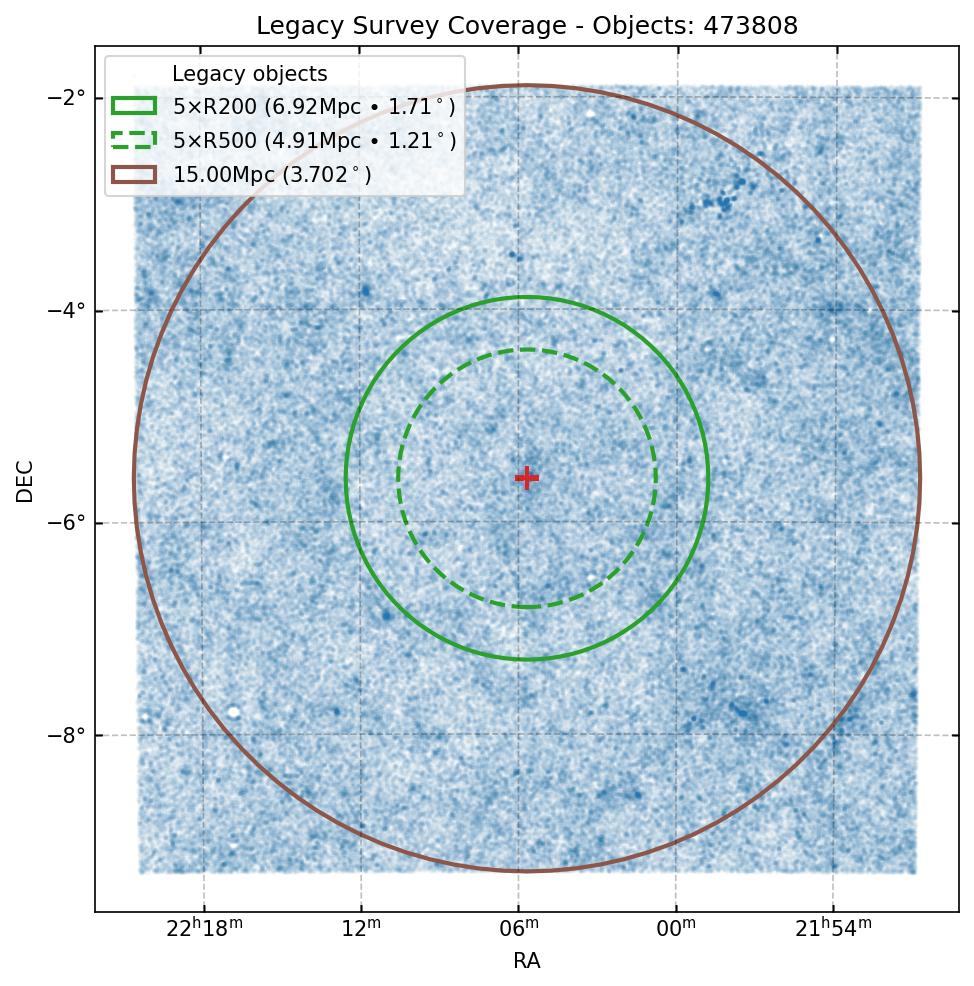 Legacy Survey Coverage - Objects: 473808
Legacy objects
5×R200 (6.92Mpc • 1.71°)
5×R500 (4.91Mpc • 1.21°)
15.00Mpc (3.702°)
−2°
−4°
−6°
−8°
DEC
22ʰ18ᵐ 12ᵐ 06ᵐ 00ᵐ 21ʰ54ᵐ
RA